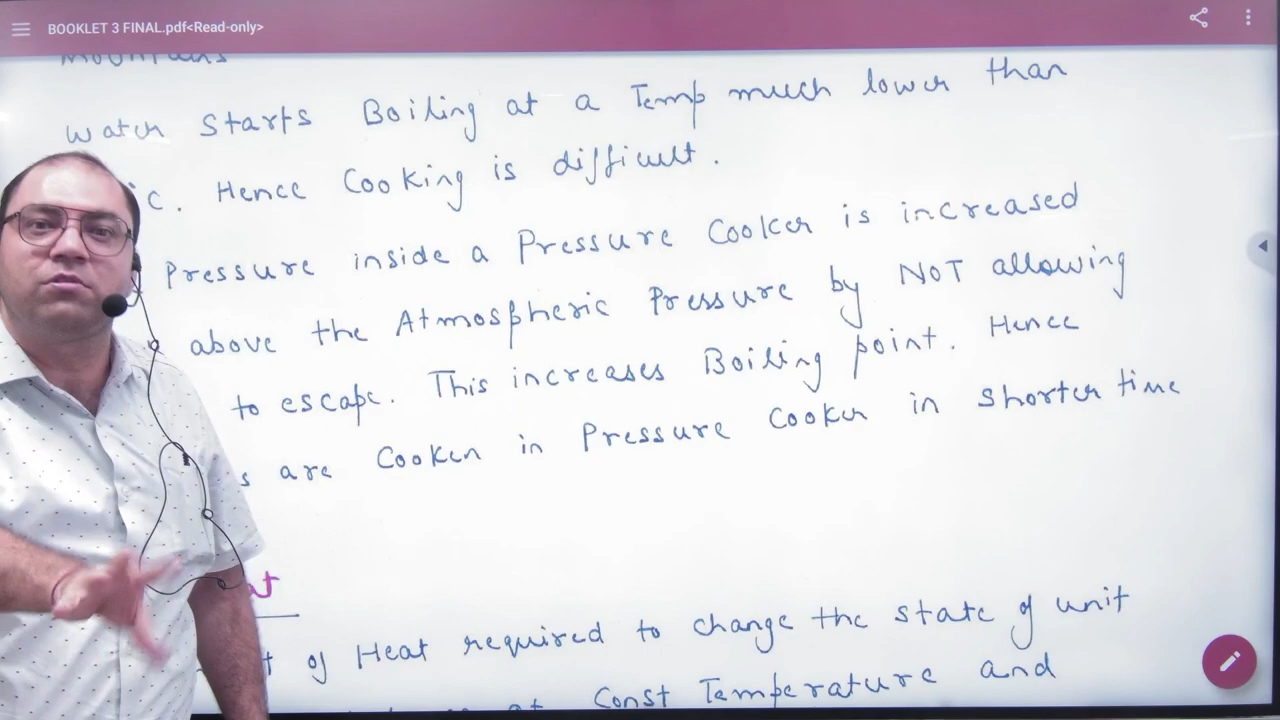 BOOKLET 3 FINAL.pdf<Read-only>
Mountains
water starts Boiling at a Temp much lower than
°C. Hence Cooking is difficult.
Pressure inside a Pressure Cooker is increased
above the Atmospheric Pressure by NOT allowing
to escape. This increases Boiling point. Hence
s are Cooken in Pressure Cooker in shorter time
at
t of Heat required to change the state of unit
at Const Temperature and